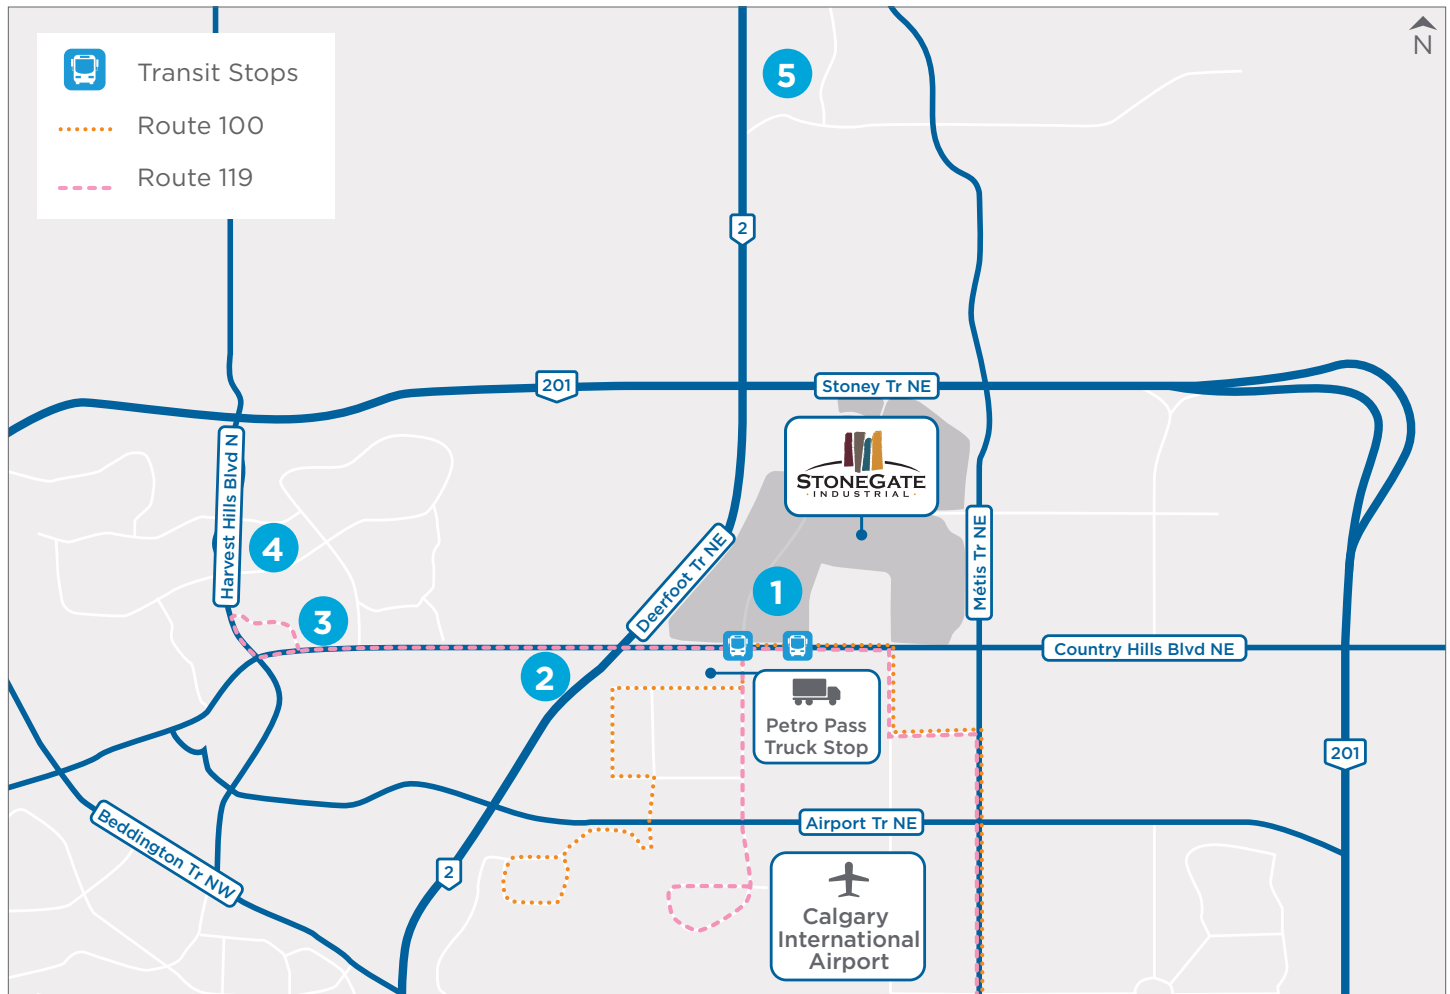 N
Transit Stops
Route 100
Route 119
5
2
201
Stoney Tr NE
STONEGATE
·INDUSTRIAL·
Harvest Hills Blvd N
4
Deerfoot Tr NE
Métis Tr NE
1
3
2
Country Hills Blvd NE
Petro Pass
Truck Stop
201
Beddington Tr NW
Airport Tr NE
2
Calgary
International
Airport